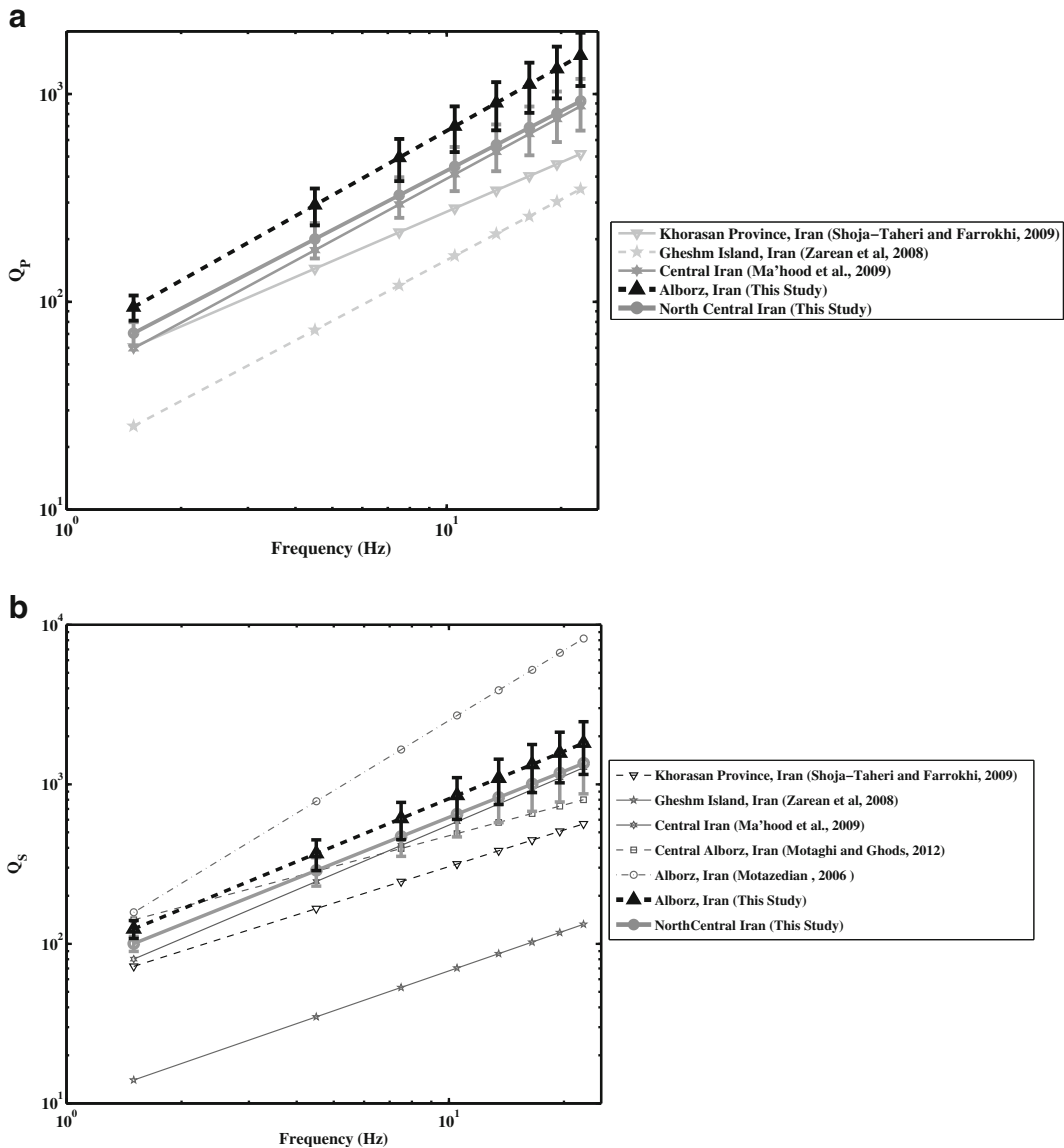 a
10^3
10^2
10^1
Q_P
10^0
10^1
Frequency (Hz)
Khorasan Province, Iran (Shoja-Taheri and Farrokhi, 2009)
Gheshm Island, Iran (Zarean et al, 2008)
Central Iran (Ma'hood et al., 2009)
Alborz, Iran (This Study)
North Central Iran (This Study)
b
10^4
10^3
10^2
10^1
Q_S
10^0
10^1
Frequency (Hz)
Khorasan Province, Iran (Shoja-Taheri and Farrokhi, 2009)
Gheshm Island, Iran (Zarean et al, 2008)
Central Iran (Ma'hood et al., 2009)
Central Alborz, Iran (Motaghi and Ghods, 2012)
Alborz, Iran (Motazedian , 2006 )
Alborz, Iran (This Study)
NorthCentral Iran (This Study)